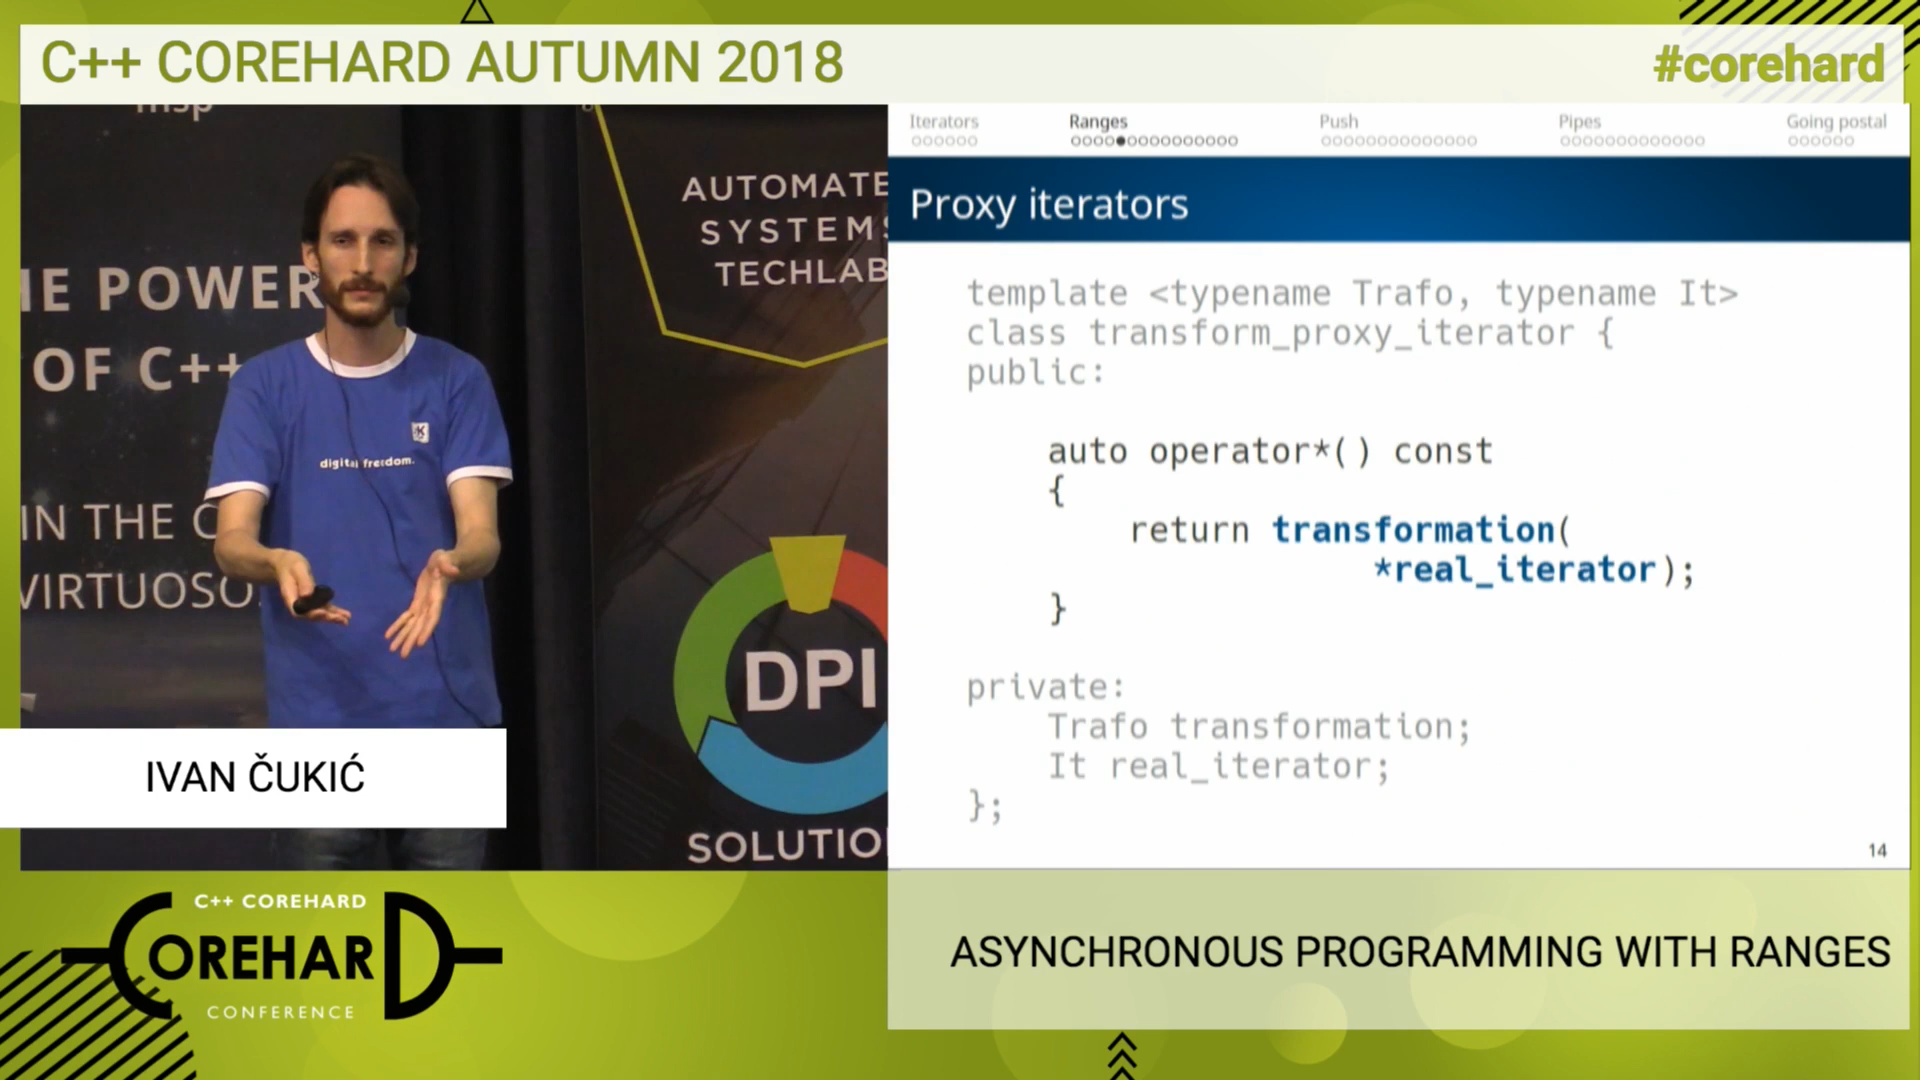 C++ COREHARD AUTUMN 2018
#corehard
AUTOMATE
SYSTEMS
TECHLAB
IE POWER
OF C++
IN THE C
VIRTUOSO
digital freedom.
DPI
SOLUTIO
IVAN ČUKIĆ
Iterators
Ranges
Push
Pipes
Going postal
Proxy iterators
template <typename Trafo, typename It>
class transform_proxy_iterator {
public:
auto operator*() const
{
return transformation(
*real_iterator);
}
private:
Trafo transformation;
It real_iterator;
};
14
C++ COREHARD
COREHARD
CONFERENCE
ASYNCHRONOUS PROGRAMMING WITH RANGES